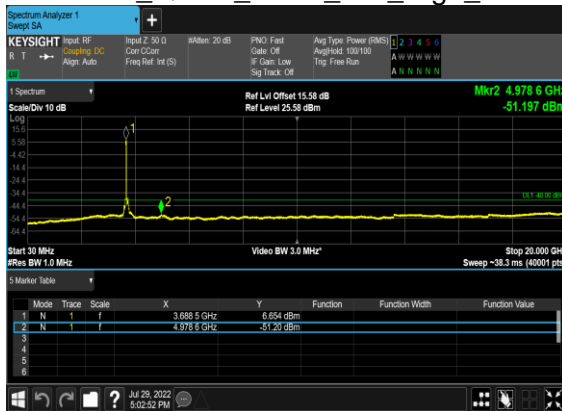 Spectrum Analyzer 1
Swept SA
+
KEYSIGHT Input: RF Input Z: 50 Ω #Atten: 20 dB PNO: Fast Avg Type: Power (RMS) 1 2 3 4 5 6
R T Coupling: DC Corr CCorr Gate: Off Avg|Hold: 100/100 A W W W W W
Align: Auto Freq Ref: Int (S) IF Gain: Low Trig: Free Run
Sig Track: Off A N N N N N
1 Spectrum Ref Lvl Offset 15.58 dB Mkr2 4.978 6 GHz
Scale/Div 10 dB Ref Level 25.58 dBm -51.197 dBm
Log
15.6
1
5.58
-4.42
-14.4
-24.4
-34.4
DL1 -40.00 dBm
2
-44.4
-54.4
-64.4
Start 30 MHz Video BW 3.0 MHz* Stop 20.000 GHz
#Res BW 1.0 MHz Sweep ~38.3 ms (40001 pts)
5 Marker Table
Mode Trace Scale X Y Function Function Width Function Value
1 N 1 f 3.688 5 GHz 6.654 dBm
2 N 1 f 4.978 6 GHz -51.20 dBm
3
4
5
6
? Jul 29, 2022
5:02:52 PM